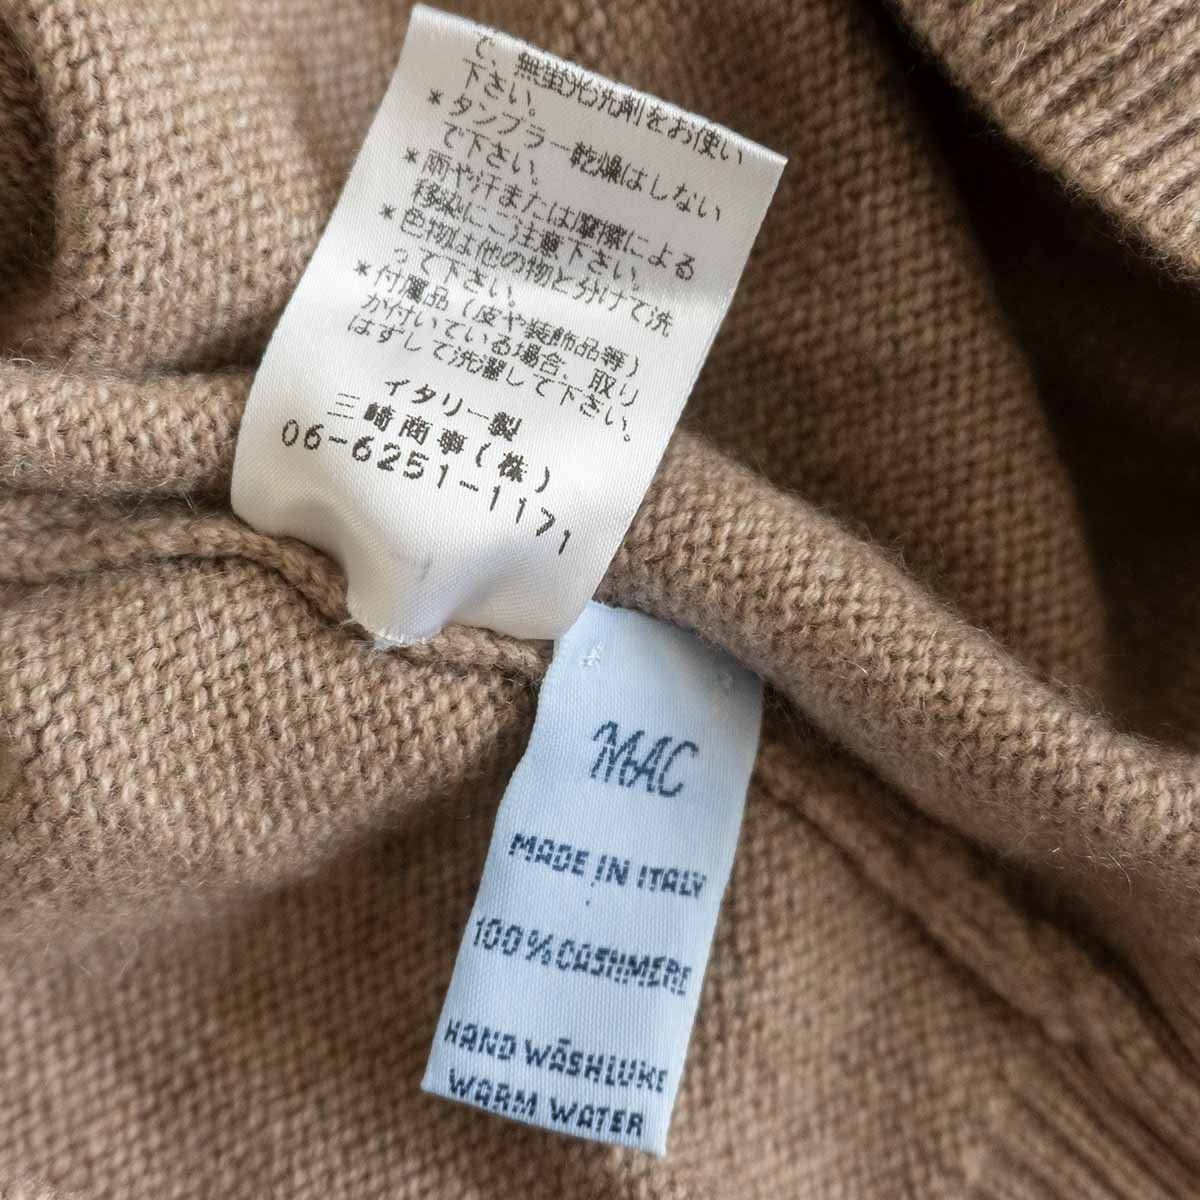 で、無蛍光洗剤をお使い
下さい。
*タンブラー乾燥はしない
で下さい。
*雨や汗または摩擦による
移染にご注意下さい。
*色物は他の物と分けて洗
って下さい。
*付属品(皮や装飾品等)
が付いている場合、取り
はずして洗濯して下さい。
イタリー製
三崎商事(株)
06-6251-1171
MAC
MADE IN ITALY
100% CASHMERE
HAND WASH LUKE
WARM WATER